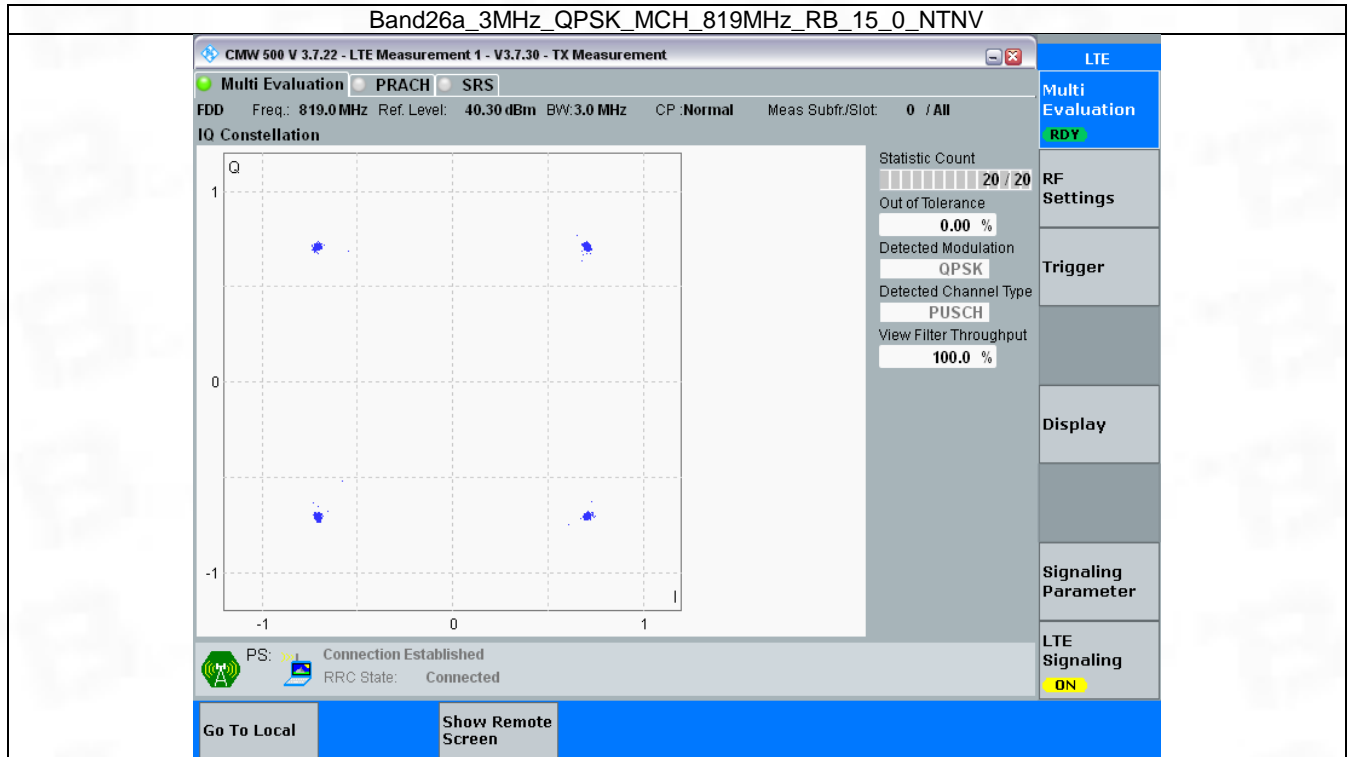 Band26a_3MHz_QPSK_MCH_819MHz_RB_15_0_NTNV
CMW 500 V 3.7.22 - LTE Measurement 1 - V3.7.30 - TX Measurement
LTE
Multi Evaluation PRACH SRS
Multi
Evaluation
RDY
FDD Freq.: 819.0 MHz Ref. Level: 40.30 dBm BW: 3.0 MHz CP :Normal Meas Subfr./Slot: 0 / All
IQ Constellation
Q
1
0
-1
I
-1 0 1
Statistic Count
20 / 20
Out of Tolerance
0.00 %
Detected Modulation
QPSK
Detected Channel Type
PUSCH
View Filter Throughput
100.0 %
RF
Settings
Trigger
Display
Signaling
Parameter
LTE
Signaling
ON
PS: Connection Established
RRC State: Connected
Go To Local
Show Remote
Screen